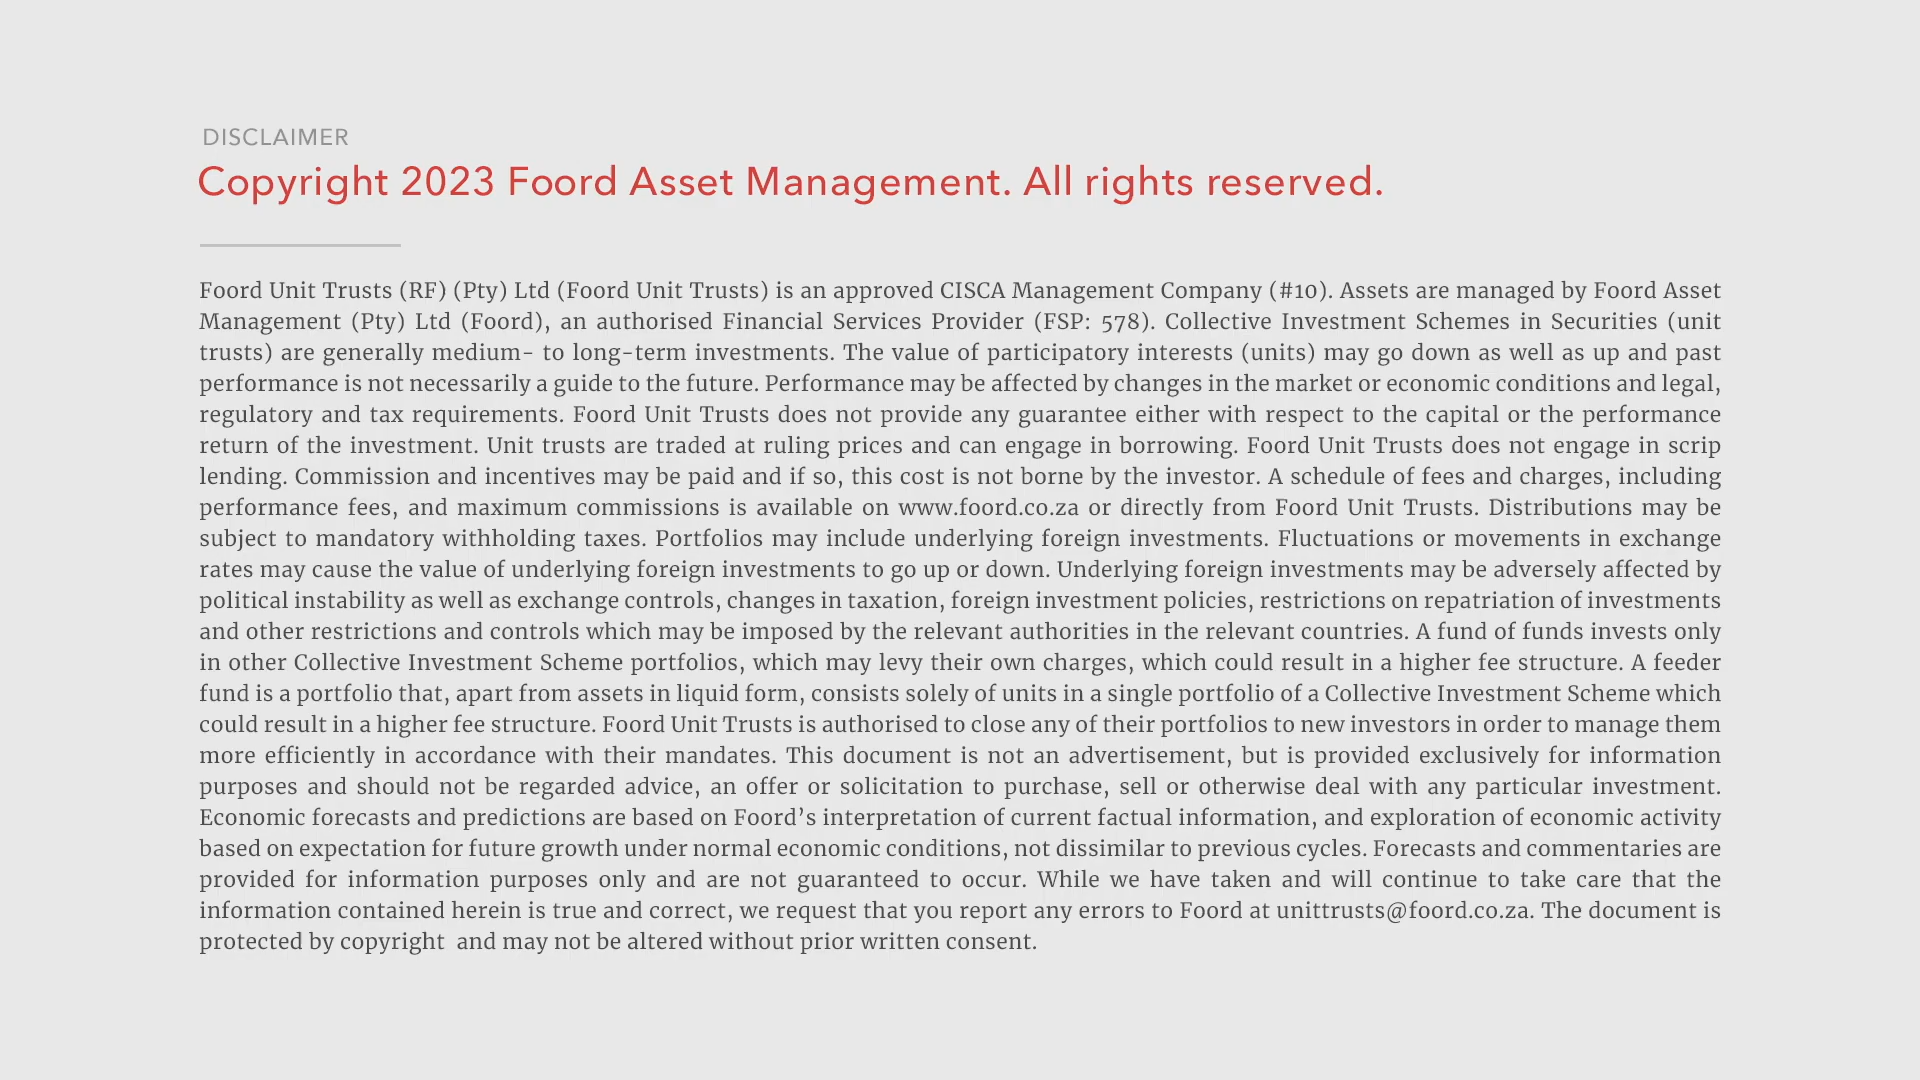 DISCLAIMER
Copyright 2023 Foord Asset Management. All rights reserved.
Foord Unit Trusts (RF) (Pty) Ltd (Foord Unit Trusts) is an approved CISCA Management Company (#10). Assets are managed by Foord Asset
Management (Pty) Ltd (Foord), an authorised Financial Services Provider (FSP: 578). Collective Investment Schemes in Securities (unit
trusts) are generally medium- to long-term investments. The value of participatory interests (units) may go down as well as up and past
performance is not necessarily a guide to the future. Performance may be affected by changes in the market or economic conditions and legal,
regulatory and tax requirements. Foord Unit Trusts does not provide any guarantee either with respect to the capital or the performance
return of the investment. Unit trusts are traded at ruling prices and can engage in borrowing. Foord Unit Trusts does not engage in scrip
lending. Commission and incentives may be paid and if so, this cost is not borne by the investor. A schedule of fees and charges, including
performance fees, and maximum commissions is available on www.foord.co.za or directly from Foord Unit Trusts. Distributions may be
subject to mandatory withholding taxes. Portfolios may include underlying foreign investments. Fluctuations or movements in exchange
rates may cause the value of underlying foreign investments to go up or down. Underlying foreign investments may be adversely affected by
political instability as well as exchange controls, changes in taxation, foreign investment policies, restrictions on repatriation of investments
and other restrictions and controls which may be imposed by the relevant authorities in the relevant countries. A fund of funds invests only
in other Collective Investment Scheme portfolios, which may levy their own charges, which could result in a higher fee structure. A feeder
fund is a portfolio that, apart from assets in liquid form, consists solely of units in a single portfolio of a Collective Investment Scheme which
could result in a higher fee structure. Foord Unit Trusts is authorised to close any of their portfolios to new investors in order to manage them
more efficiently in accordance with their mandates. This document is not an advertisement, but is provided exclusively for information
purposes and should not be regarded advice, an offer or solicitation to purchase, sell or otherwise deal with any particular investment.
Economic forecasts and predictions are based on Foord’s interpretation of current factual information, and exploration of economic activity
based on expectation for future growth under normal economic conditions, not dissimilar to previous cycles. Forecasts and commentaries are
provided for information purposes only and are not guaranteed to occur. While we have taken and will continue to take care that the
information contained herein is true and correct, we request that you report any errors to Foord at unittrusts@foord.co.za. The document is
protected by copyright  and may not be altered without prior written consent.